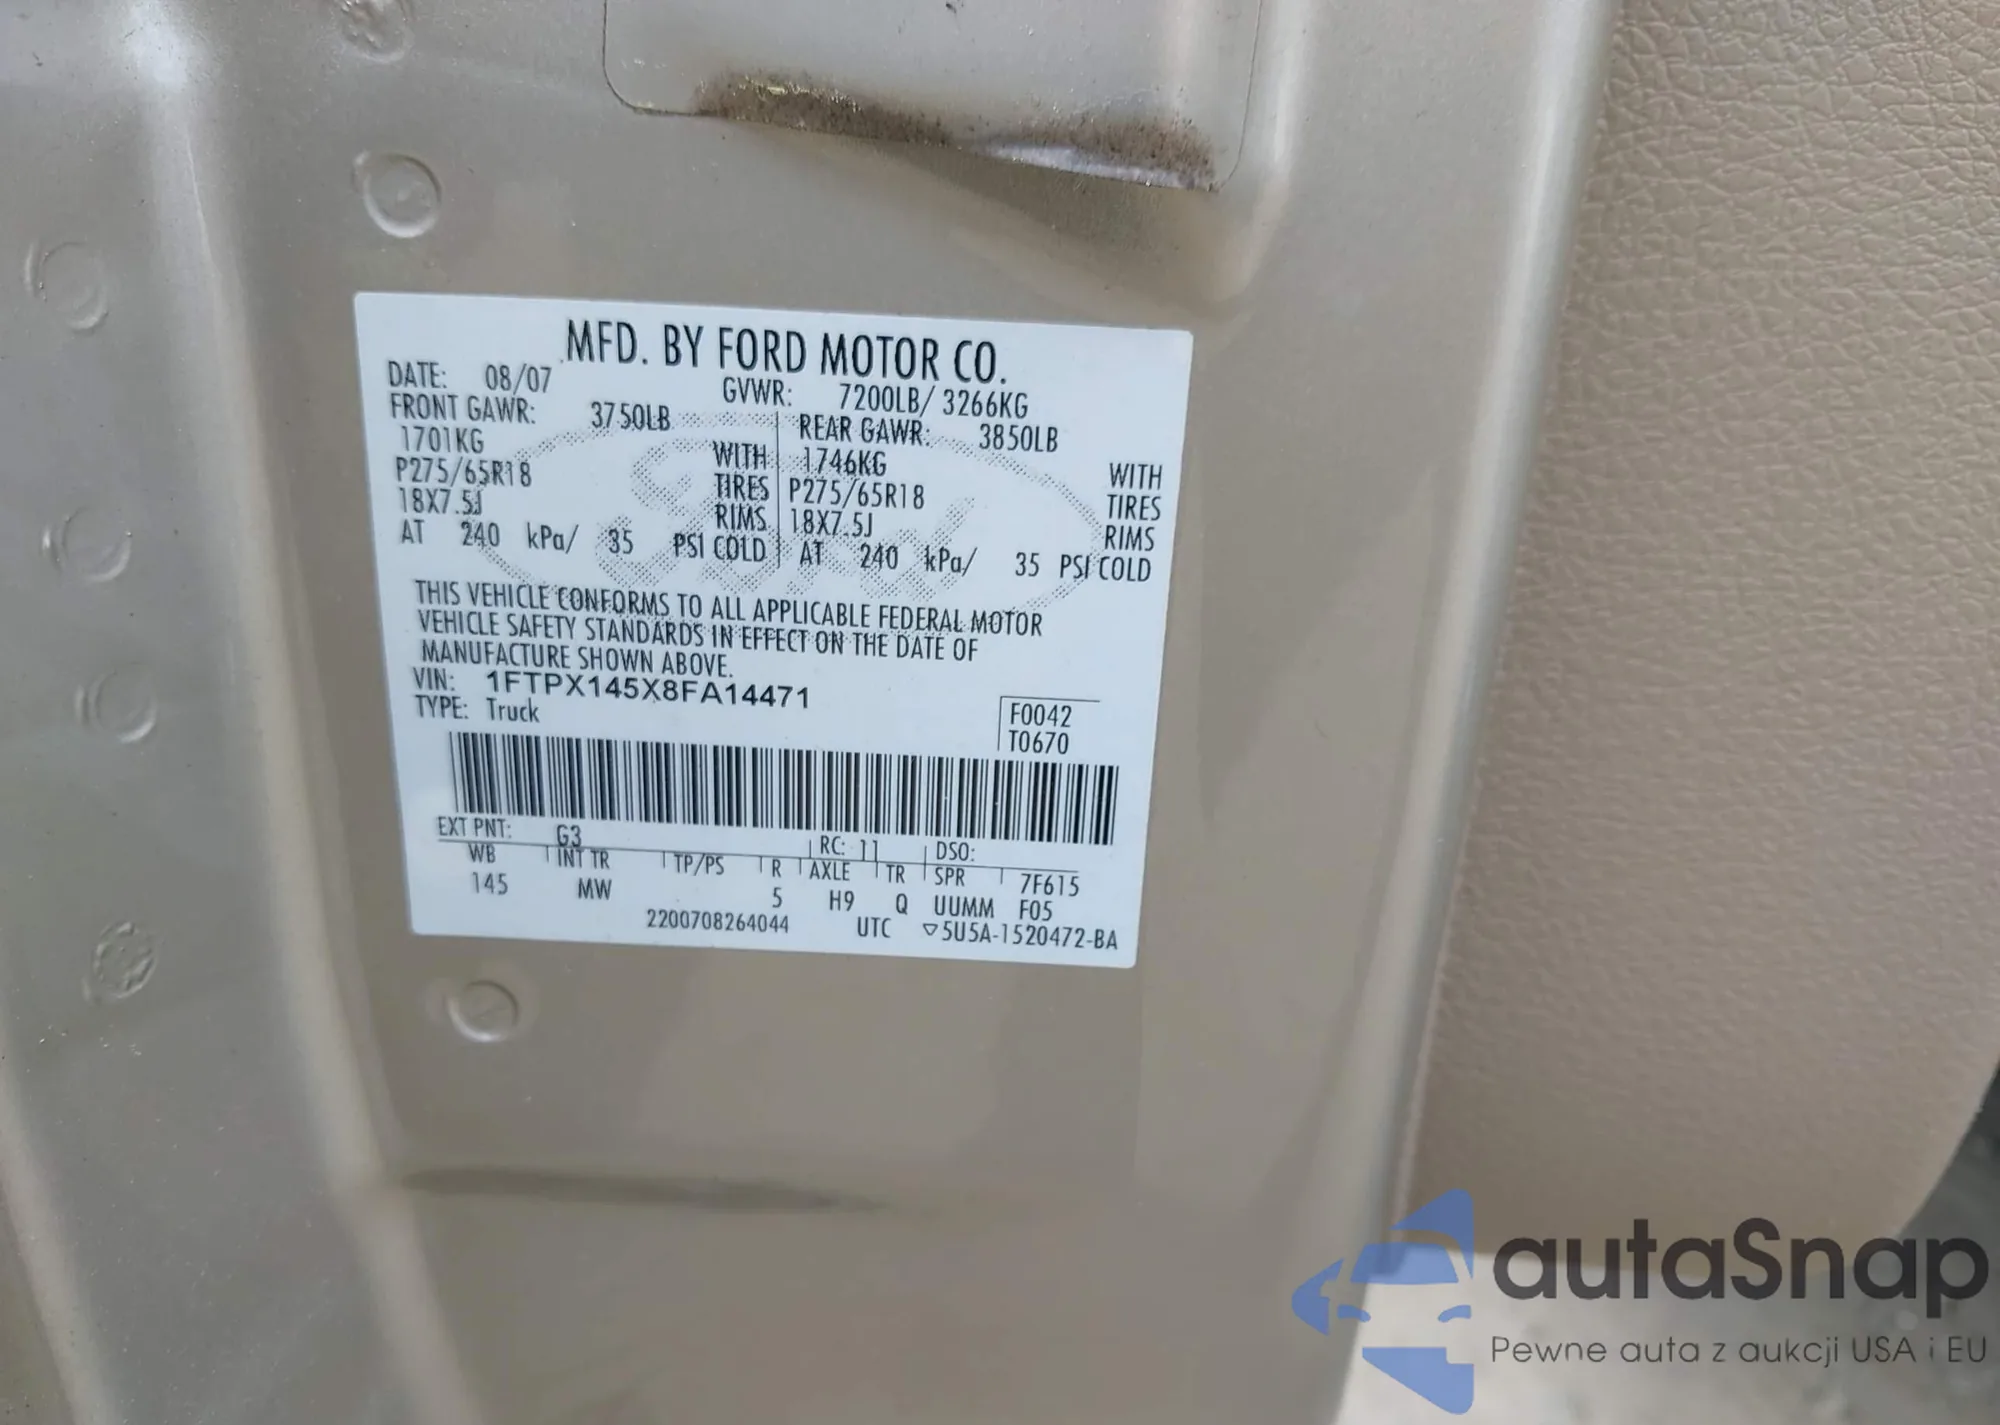 MFD. BY FORD MOTOR CO.
DATE: 08/07 GVWR: 7200LB/ 3266KG
FRONT GAWR: 3750LB REAR GAWR: 3850LB
1701KG WITH 1746KG WITH
P275/65R18 TIRES P275/65R18 TIRES
18X7.5J RIMS 18X7.5J RIMS
AT 240 kPa/ 35 PSI COLD AT 240 kPa/ 35 PSI COLD
THIS VEHICLE CONFORMS TO ALL APPLICABLE FEDERAL MOTOR
VEHICLE SAFETY STANDARDS IN EFFECT ON THE DATE OF
MANUFACTURE SHOWN ABOVE.
VIN: 1FTPX145X8FA14471
TYPE: Truck F0042
T0670
EXT PNT: G3 RC: 11 DSO:
WB INT TR TP/PS R AXLE TR SPR 7F615
145 MW 5 H9 Q UUMM F05
2200708264044 UTC ▽5U5A-1520472-BA
autaSnap
Pewne auta z aukcji USA i EU